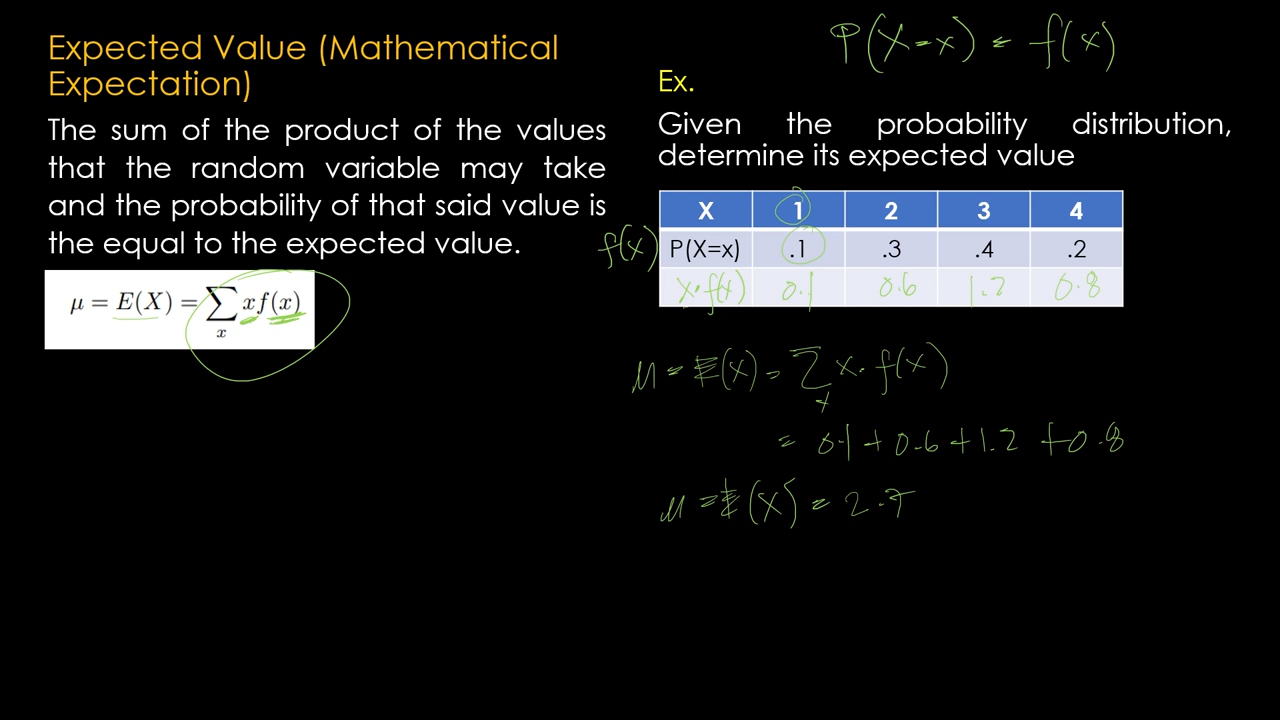 Expected Value (Mathematical
Expectation)
The sum of the product of the values
that the random variable may take
and the probability of that said value is
the equal to the expected value.
μ = E(X) = ∑ x f(x)
x
P(X=x) = f(x)
Ex.
Given the probability distribution,
determine its expected value
X 1 2 3 4
f(x) P(X=x) .1 .3 .4 .2
x·f(x) 0.1 0.6 1.2 0.8
μ = E(X) = ∑ x·f(x)
x
= 0.1 + 0.6 + 1.2 + 0.8
μ = E(X) = 2.7